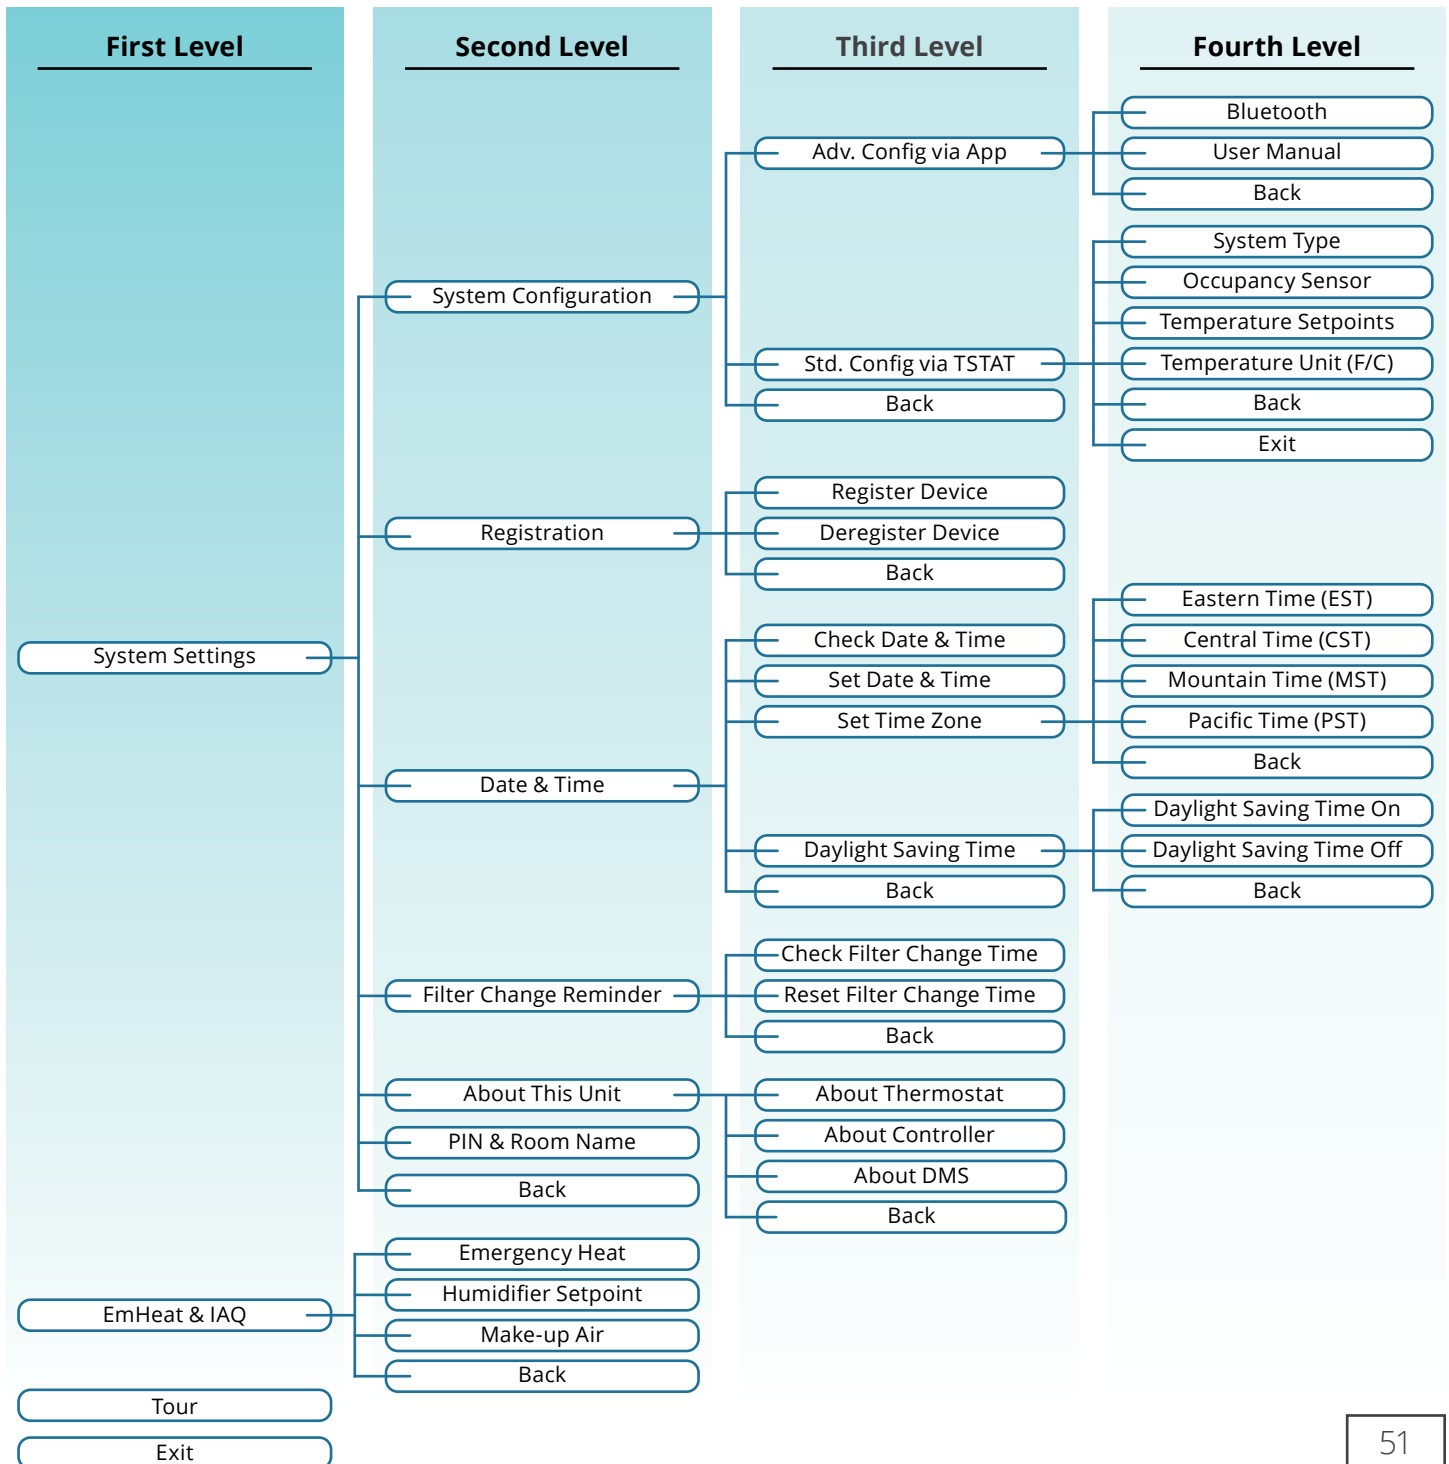 First Level
Second Level
Third Level
Fourth Level
Bluetooth
Adv. Config via App
User Manual
Back
System Type
Occupancy Sensor
System Configuration
Temperature Setpoints
Std. Config via TSTAT
Temperature Unit (F/C)
Back
Back
Exit
Register Device
Registration
Deregister Device
Back
Eastern Time (EST)
System Settings
Check Date & Time
Central Time (CST)
Set Date & Time
Mountain Time (MST)
Set Time Zone
Pacific Time (PST)
Back
Date & Time
Daylight Saving Time On
Daylight Saving Time
Daylight Saving Time Off
Back
Back
Check Filter Change Time
Filter Change Reminder
Reset Filter Change Time
Back
About This Unit
About Thermostat
PIN & Room Name
About Controller
About DMS
Back
Back
Emergency Heat
Humidifier Setpoint
EmHeat & IAQ
Make-up Air
Back
Tour
Exit
51